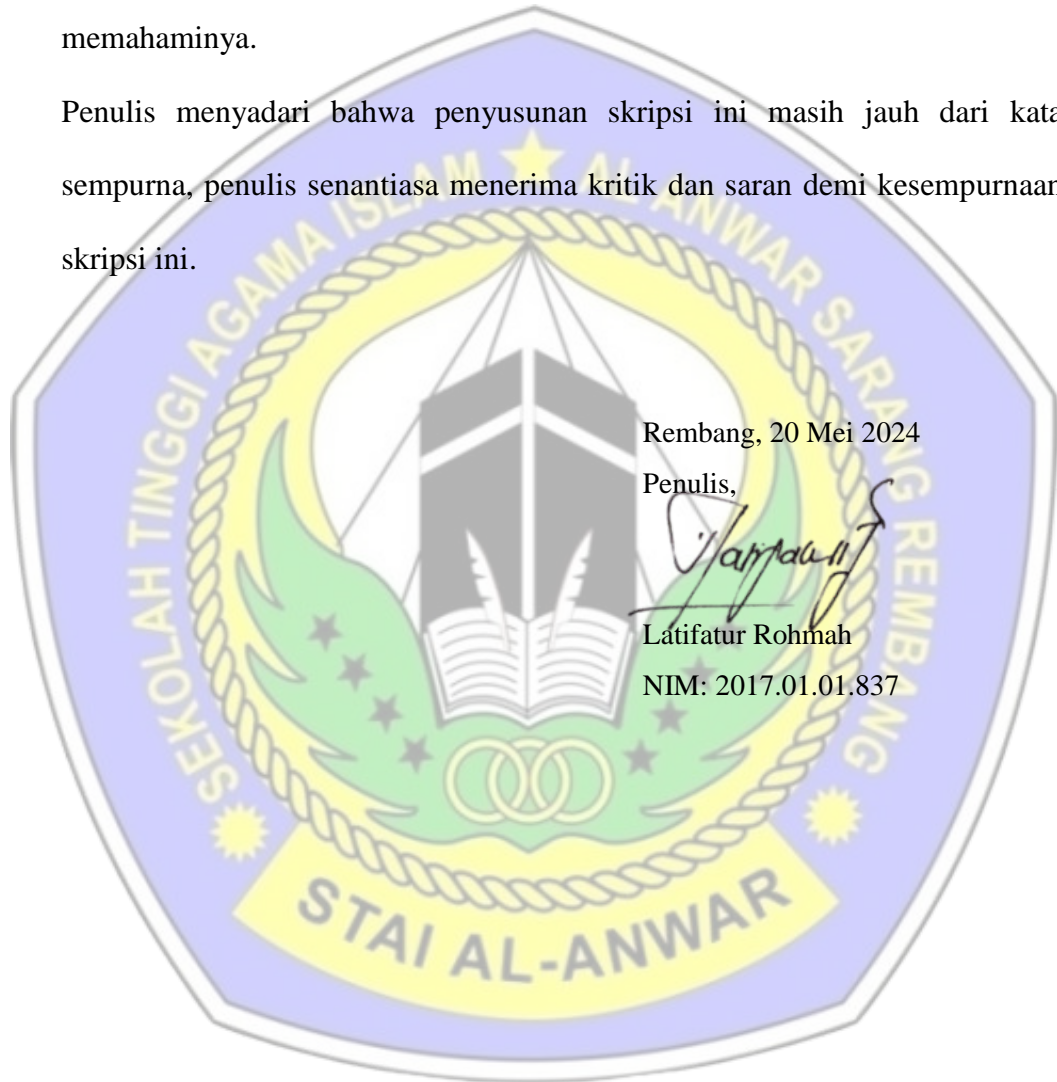 memahaminya.
Penulis menyadari bahwa penyusunan skripsi ini masih jauh dari kata
sempurna, penulis senantiasa menerima kritik dan saran demi kesempurnaan
skripsi ini.
SEKOLAH TINGGI AGAMA ISLAM AL-ANWAR SARANG REMBANG
Rembang, 20 Mei 2024
Penulis,
Latifatur Rohmah
NIM: 2017.01.01.837
STAI AL-ANWAR